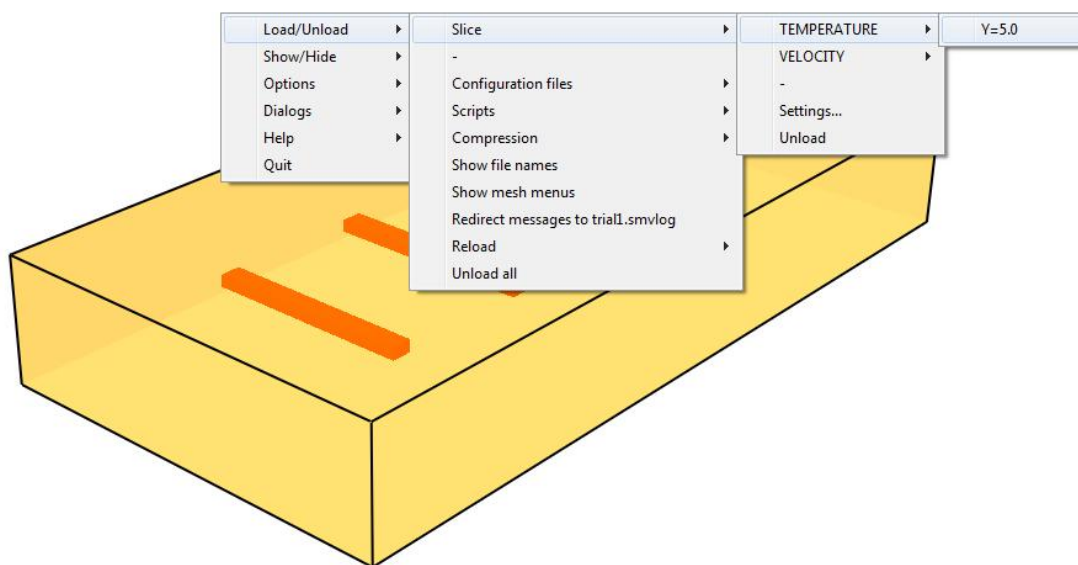 Load/Unload
Show/Hide
Options
Dialogs
Help
Quit
Slice
-
Configuration files
Scripts
Compression
Show file names
Show mesh menus
Redirect messages to trial1.smvlog
Reload
Unload all
TEMPERATURE
VELOCITY
-
Settings...
Unload
Y=5.0